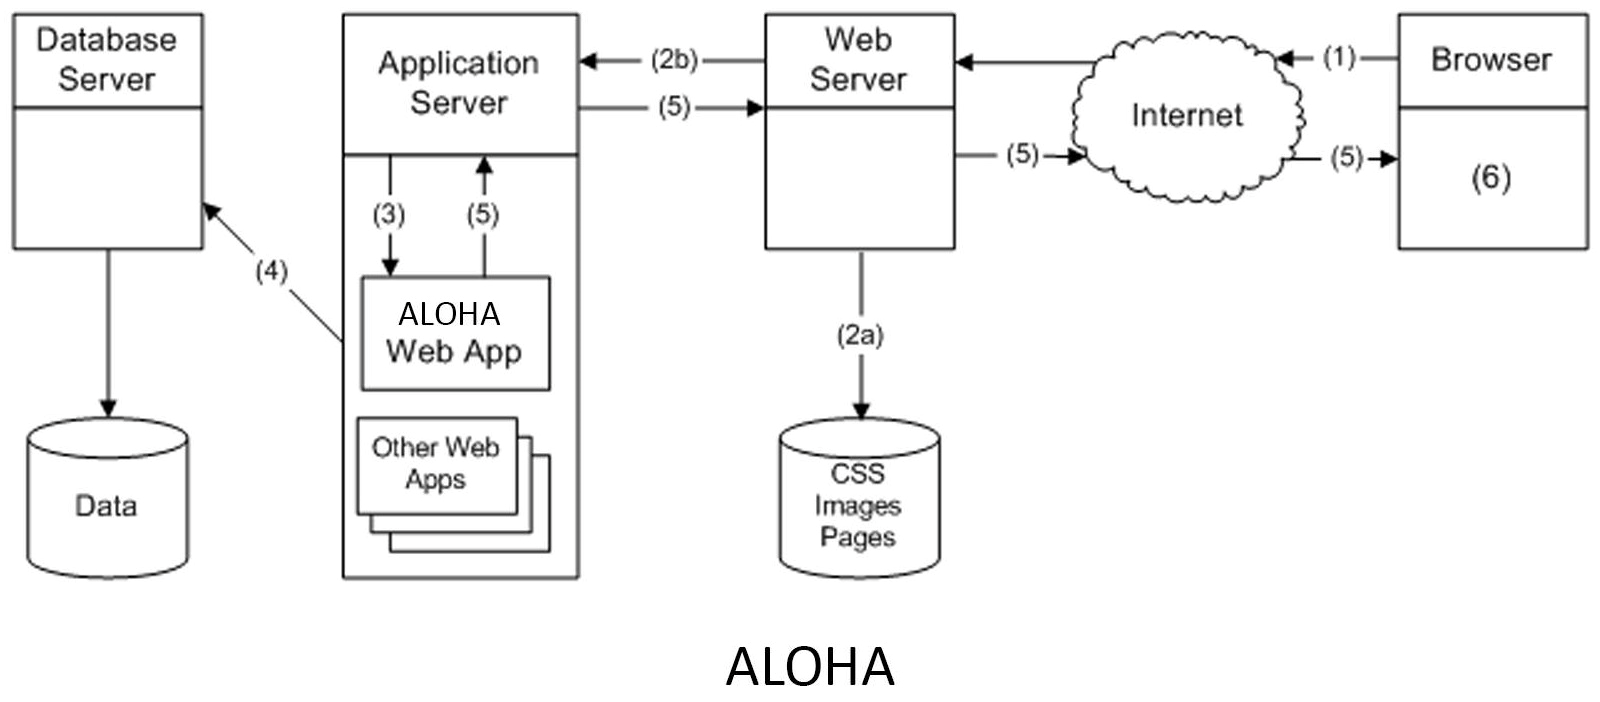 Database
Server
Application
Server
Web
Server
Internet
Browser
(2b)
(5)
(1)
(5)
(5)
(6)
(3)
(5)
(4)
ALOHA
Web App
(2a)
Other Web
Apps
Data
CSS
Images
Pages
ALOHA